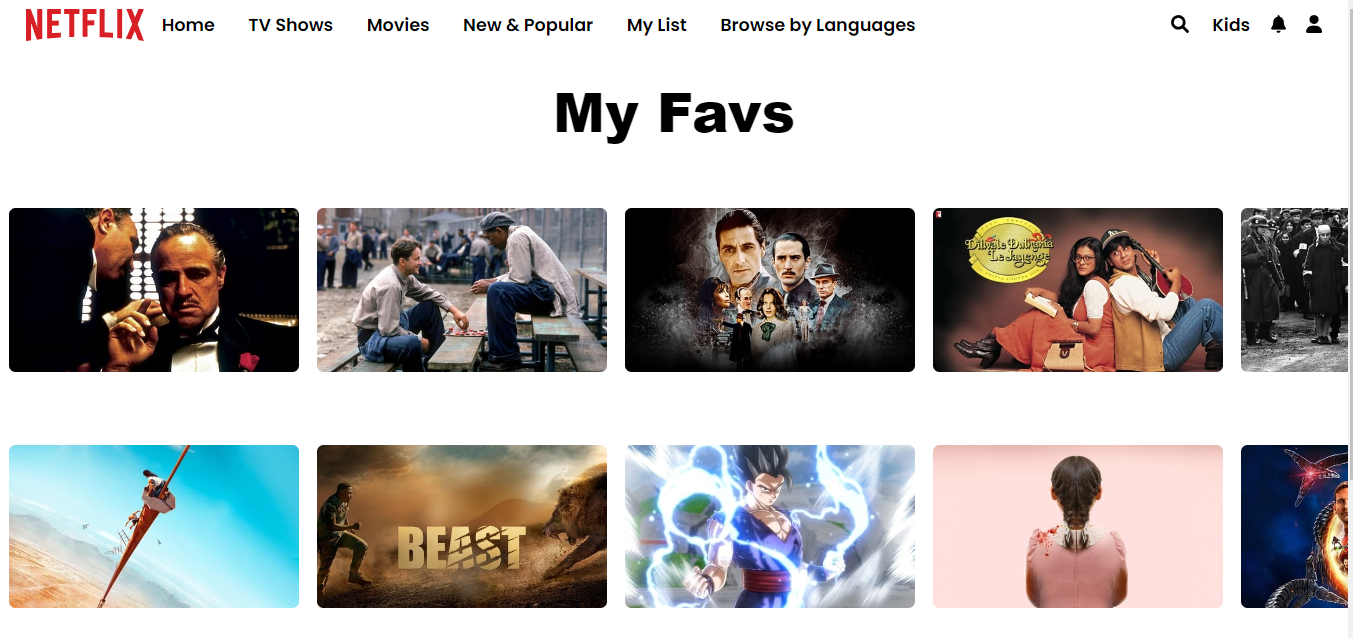 NETFLIX Home TV Shows Movies New & Popular My List Browse by Languages Kids
My Favs
Dilwale Dulhania
Le Jayenge
BEAST